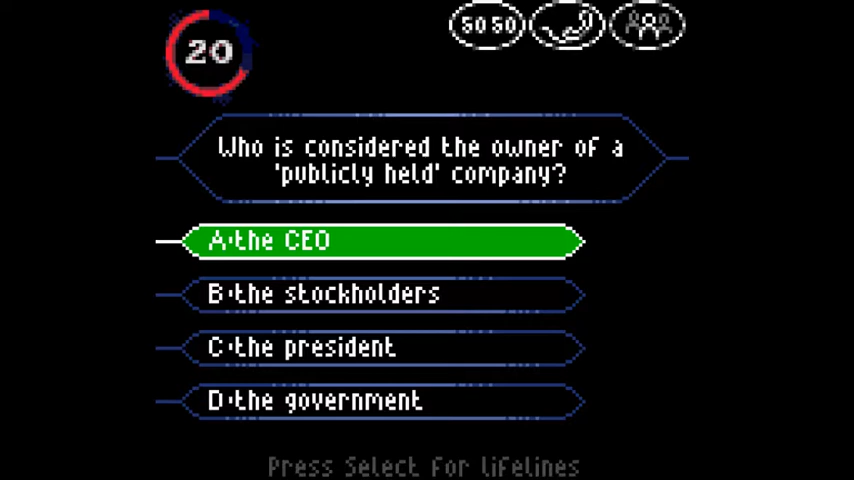 20
50 50
Who is considered the owner of a
'publicly held' company?
A·the CEO
B·the stockholders
C·the president
D·the government
Press Select for lifelines